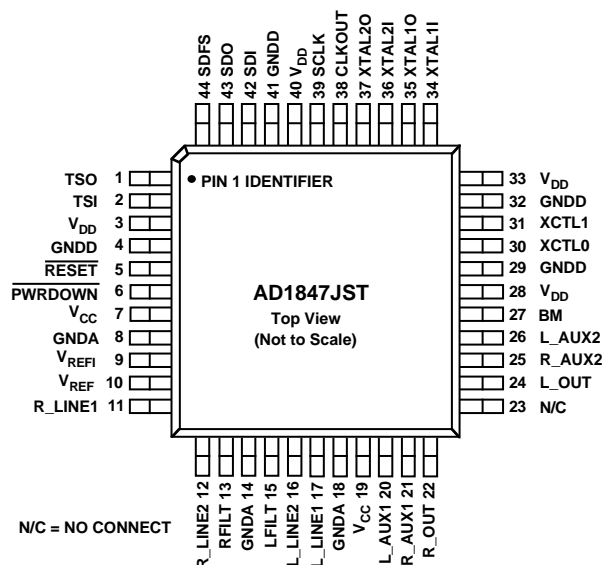 44 SDFS
43 SDO
42 SDI
41 GNDD
40 VDD
39 SCLK
38 CLKOUT
37 XTAL2O
36 XTAL2I
35 XTAL1O
34 XTAL1I
TSO 1
TSI 2
VDD 3
GNDD 4
RESET 5
PWRDOWN 6
VCC 7
GNDA 8
VREFI 9
VREF 10
R_LINE1 11
• PIN 1 IDENTIFIER
AD1847JST
Top View
(Not to Scale)
33 VDD
32 GNDD
31 XCTL1
30 XCTL0
29 GNDD
28 VDD
27 BM
26 L_AUX2
25 R_AUX2
24 L_OUT
23 N/C
R_LINE2 12
RFILT 13
GNDA 14
LFILT 15
L_LINE2 16
L_LINE1 17
GNDA 18
VCC 19
L_AUX1 20
R_AUX1 21
R_OUT 22
N/C = NO CONNECT